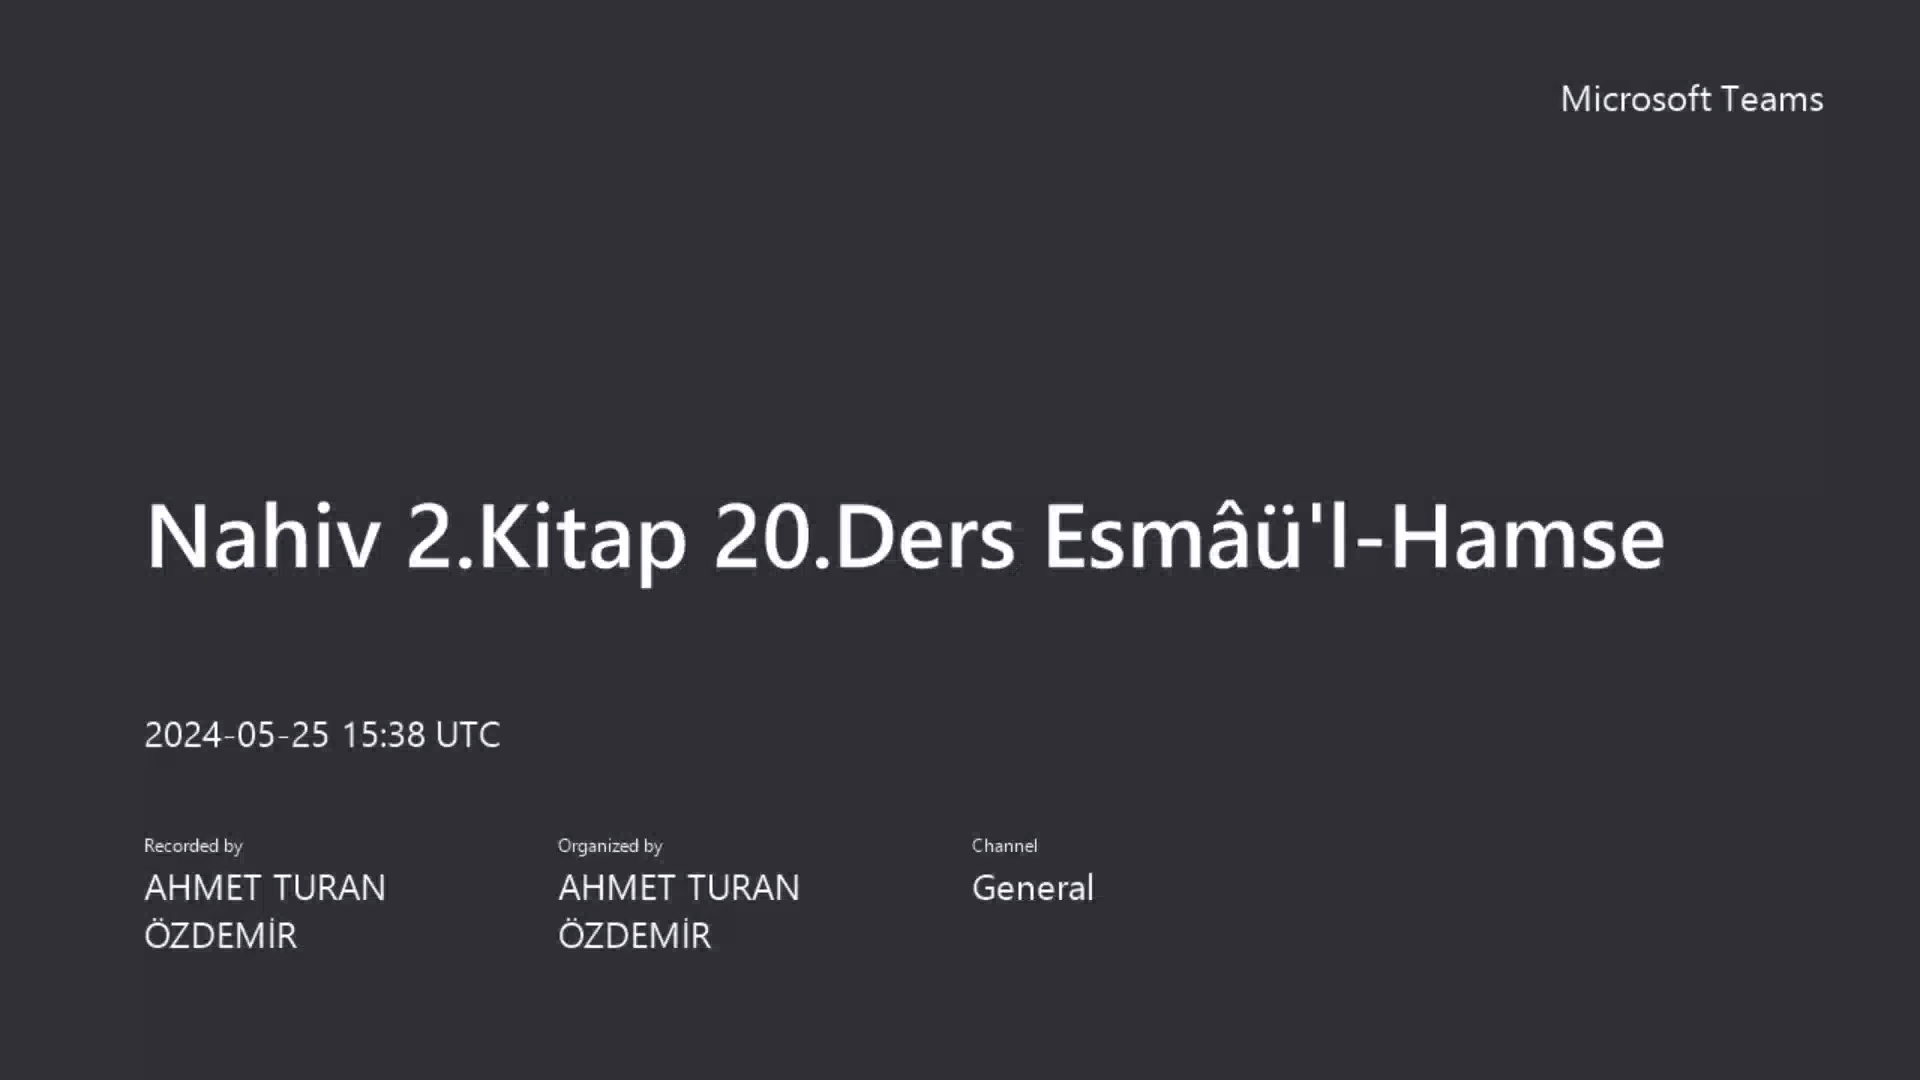 Microsoft Teams
Nahiv 2.Kitap 20.Ders Esmâü'l-Hamse
2024-05-25 15:38 UTC
Recorded by
AHMET TURAN
ÖZDEMİR
Organized by
AHMET TURAN
ÖZDEMİR
Channel
General